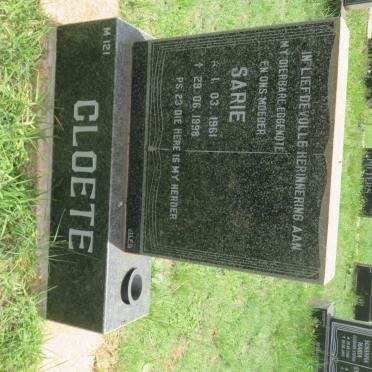 IN LIEFDEVOLLE HERINNERING AAN
MY DIERBARE EGGENOTE
EN ONS MOEDER
SARIE
1. 03. 1961
† 29. 06. 1998
PS. 23 DIE HERE IS MY HERDER
M 121
CLOETE